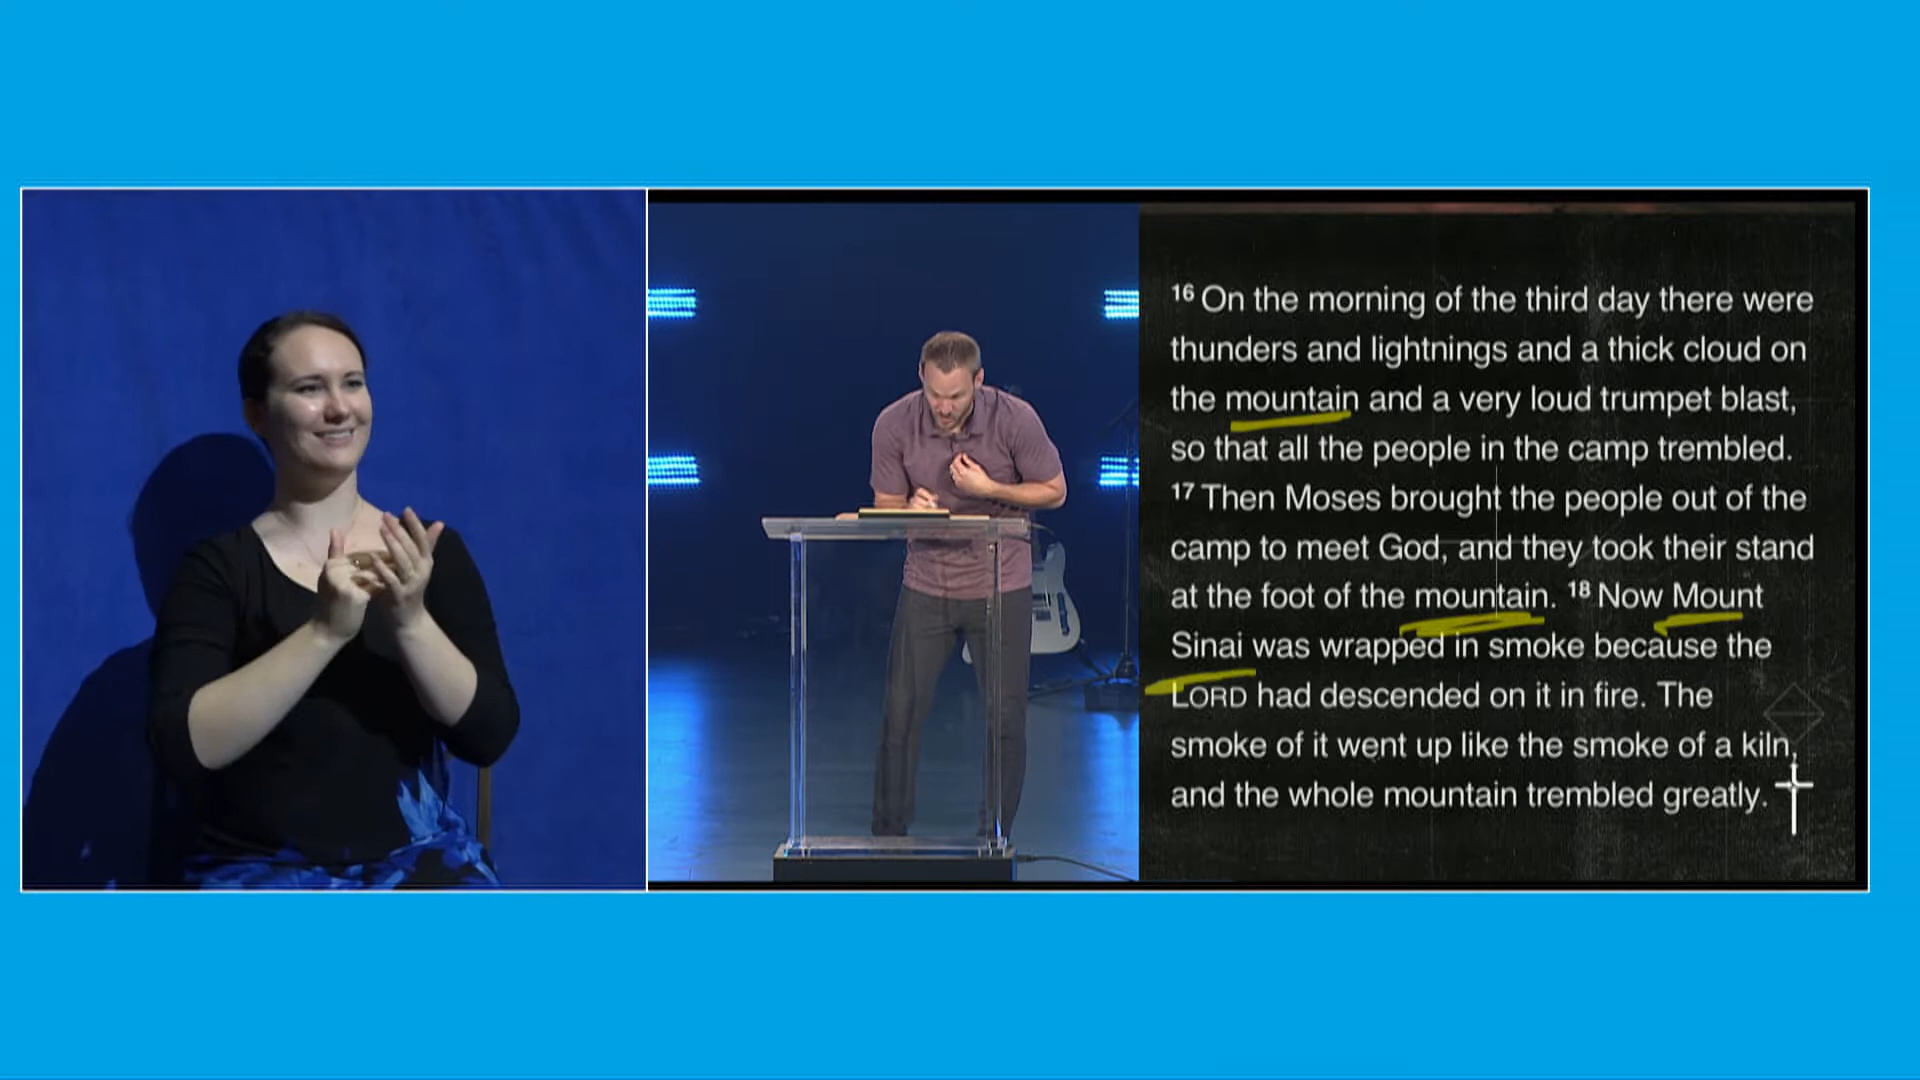 16 On the morning of the third day there were
thunders and lightnings and a thick cloud on
the mountain and a very loud trumpet blast,
so that all the people in the camp trembled.
17 Then Moses brought the people out of the
camp to meet God, and they took their stand
at the foot of the mountain. 18 Now Mount
Sinai was wrapped in smoke because the
LORD had descended on it in fire. The
smoke of it went up like the smoke of a kiln,
and the whole mountain trembled greatly.